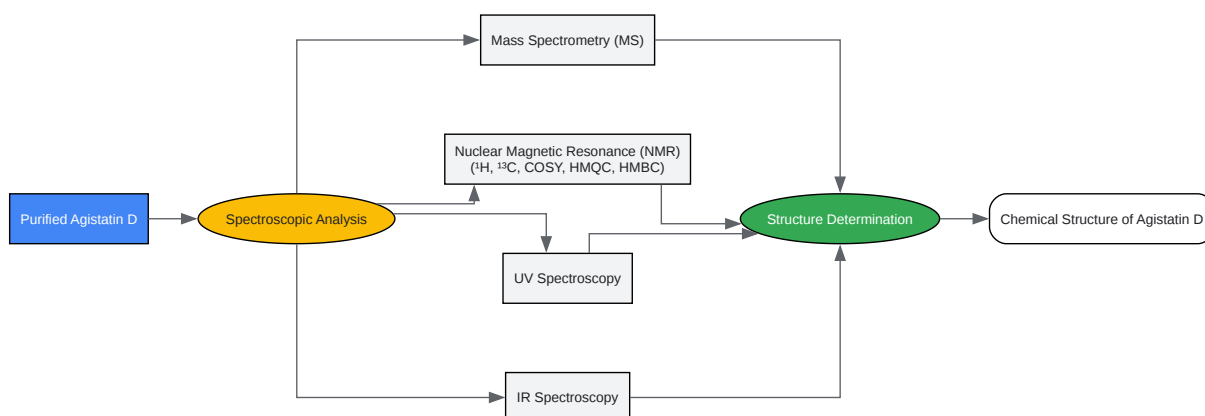 Mass Spectrometry (MS)
Nuclear Magnetic Resonance (NMR)
(¹H, ¹³C, COSY, HMQC, HMBC)
Purified Agistatin D
Spectroscopic Analysis
Structure Determination
Chemical Structure of Agistatin D
UV Spectroscopy
IR Spectroscopy